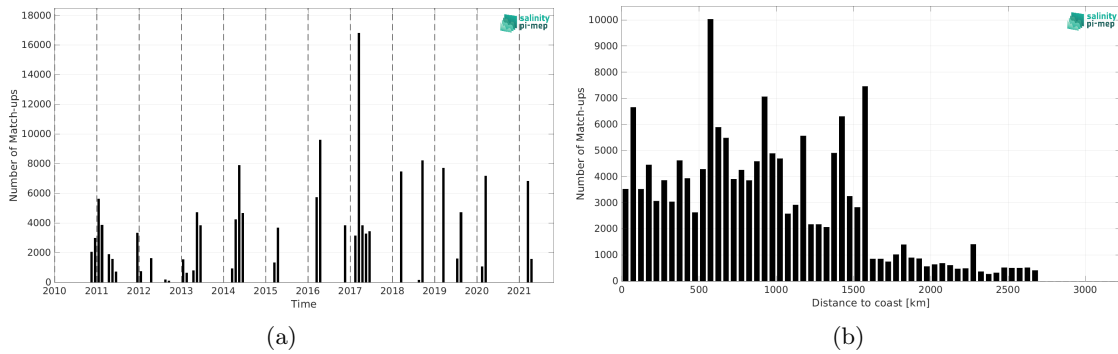 salinity
pi-mep
18000
16000
14000
12000
10000
8000
6000
4000
2000
0
Number of Match-ups
2010 2011 2012 2013 2014 2015 2016 2017 2018 2019 2020 2021
Time
(a)
salinity
pi-mep
10000
9000
8000
7000
6000
5000
4000
3000
2000
1000
0
Number of Match-ups
0 500 1000 1500 2000 2500 3000
Distance to coast [km]
(b)